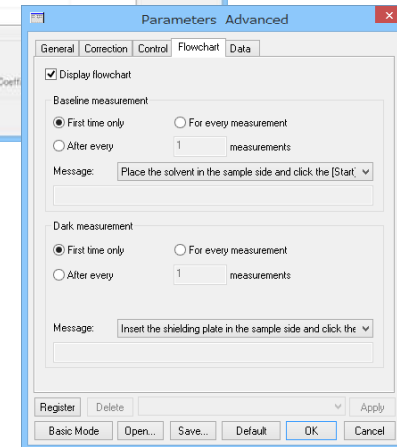 Parameters Advanced
General Correction Control Flowchart Data
Coeffi
Display flowchart
Baseline measurement
First time only For every measurement
After every 1 measurements
Message: Place the solvent in the sample side and click the [Start]
Dark measurement
First time only For every measurement
After every 1 measurements
Message: Insert the shielding plate in the sample side and click the
Register Delete Apply
Basic Mode Open... Save... Default OK Cancel